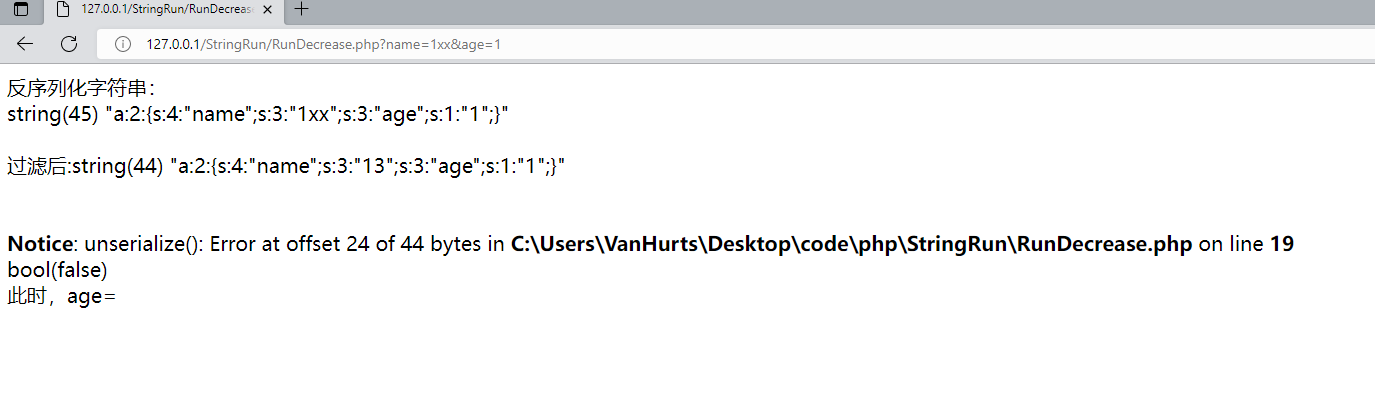 127.0.0.1/StringRun/RunDecreas
127.0.0.1/StringRun/RunDecrease.php?name=1xx&age=1
反序列化字符串：
string(45) "a:2:{s:4:"name";s:3:"1xx";s:3:"age";s:1:"1";}"
过滤后:string(44) "a:2:{s:4:"name";s:3:"13";s:3:"age";s:1:"1";}"
Notice: unserialize(): Error at offset 24 of 44 bytes in C:\Users\VanHurts\Desktop\code\php\StringRun\RunDecrease.php on line 19
bool(false)
此时，age=